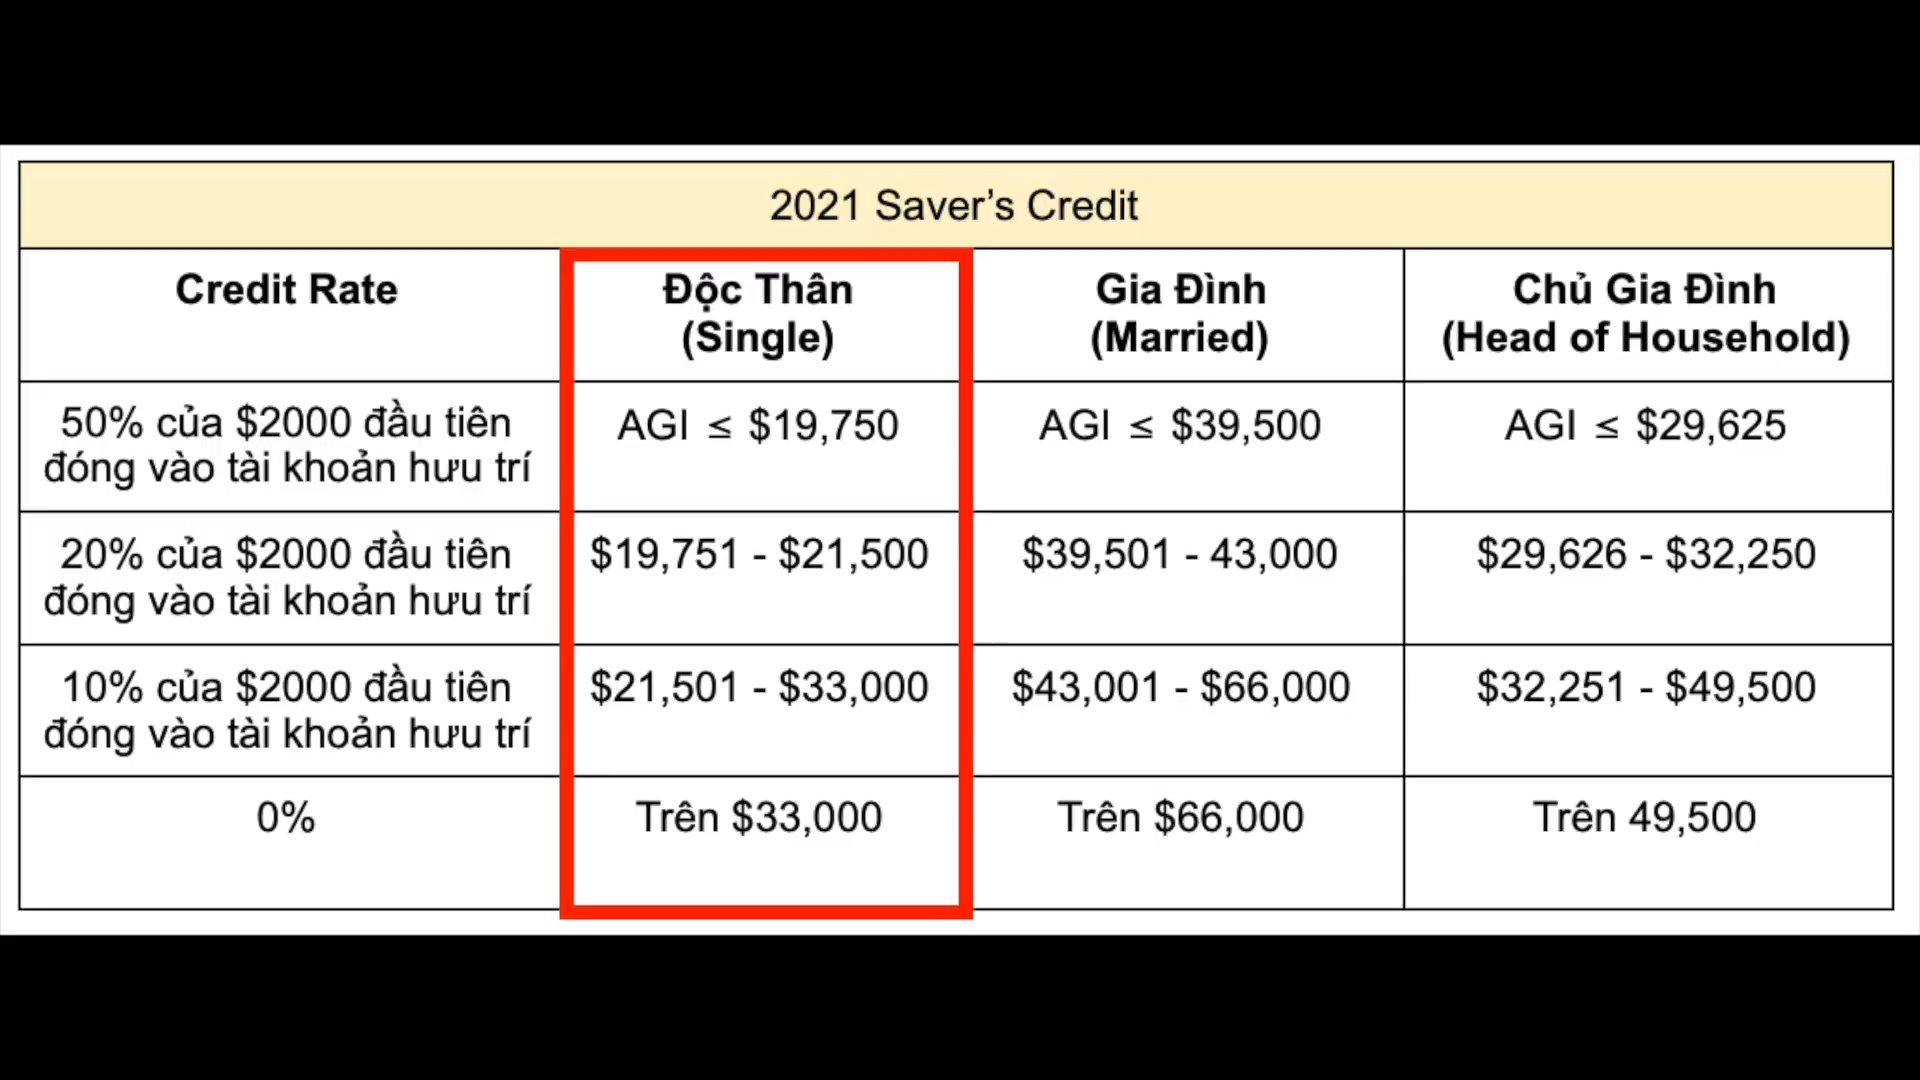 2021 Saver’s Credit
Credit Rate
Độc Thân
(Single)
Gia Đình
(Married)
Chủ Gia Đình
(Head of Household)
50% của $2000 đầu tiên
đóng vào tài khoản hưu trí
AGI ≤ $19,750
AGI ≤ $39,500
AGI ≤ $29,625
20% của $2000 đầu tiên
đóng vào tài khoản hưu trí
$19,751 - $21,500
$39,501 - 43,000
$29,626 - $32,250
10% của $2000 đầu tiên
đóng vào tài khoản hưu trí
$21,501 - $33,000
$43,001 - $66,000
$32,251 - $49,500
0%
Trên $33,000
Trên $66,000
Trên 49,500